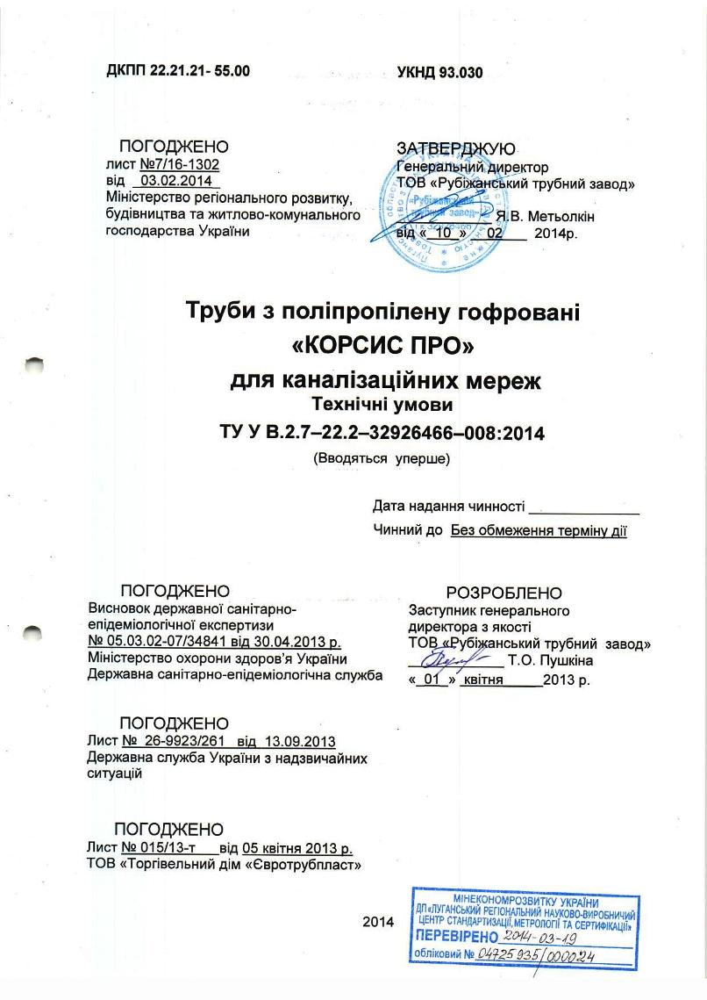 ДКПП 22.21.21- 55.00
УКНД 93.030
ПОГОДЖЕНО
лист №7/16-1302
від 03.02.2014
Міністерство регіонального розвитку,
будівництва та житлово-комунального
господарства України
ЗАТВЕРДЖУЮ
Генеральний директор
ТОВ «Рубіжанський трубний завод»
Я.В. Метьолкін
від « 10 » 02 2014р.
«Рубіжанський
трубний завод»
32926466
УКРАЇНА
Труби з поліпропілену гофровані
«КОРСИС ПРО»
для каналізаційних мереж
Технічні умови
ТУ У В.2.7–22.2–32926466–008:2014
(Вводяться уперше)
Дата надання чинності
Чинний до Без обмеження терміну дії
ПОГОДЖЕНО
Висновок державної санітарно-
епідеміологічної експертизи
№ 05.03.02-07/34841 від 30.04.2013 р.
Міністерство охорони здоров’я України
Державна санітарно-епідеміологічна служба
РОЗРОБЛЕНО
Заступник генерального
директора з якості
ТОВ «Рубіжанський трубний завод»
Т.О. Пушкіна
« 01 » квітня 2013 р.
ПОГОДЖЕНО
Лист № 26-9923/261 від 13.09.2013
Державна служба України з надзвичайних
ситуацій
ПОГОДЖЕНО
Лист № 015/13-т від 05 квітня 2013 р.
ТОВ «Торгівельний дім «Євротрубпласт»
2014
МІНЕКОНОМРОЗВИТКУ УКРАЇНИ
ДП«ЛУГАНСЬКИЙ РЕГІОНАЛЬНИЙ НАУКОВО-ВИРОБНИЧИЙ
ЦЕНТР СТАНДАРТИЗАЦІЇ, МЕТРОЛОГІЇ ТА СЕРТИФІКАЦІЇ»
ПЕРЕВІРЕНО 2014-03-19
обліковий № 04725935/000024